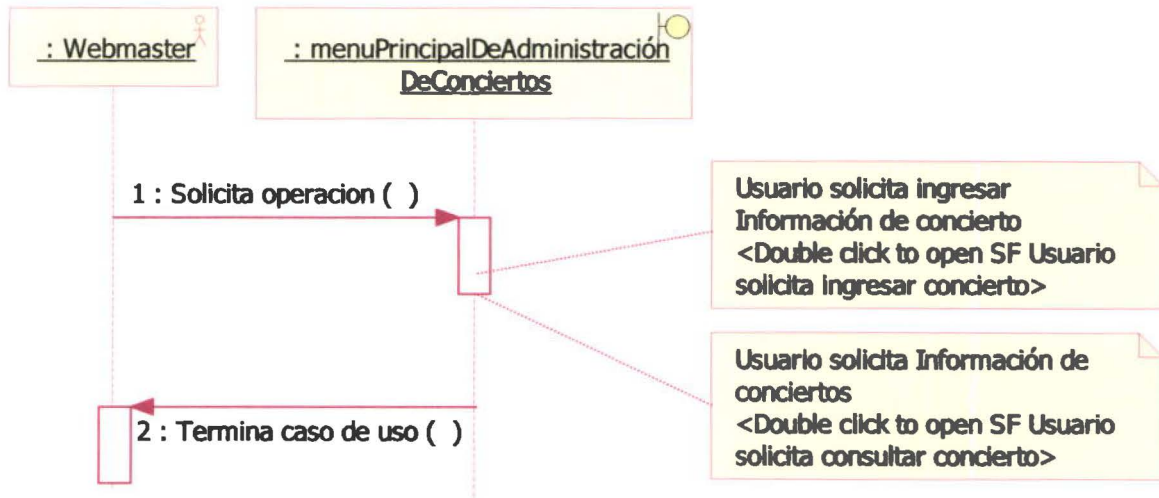 : Webmaster
: menuPrincipalDeAdministración
DeConciertos
1 : Solicita operacion ( )
Usuario solicita ingresar
Información de concierto
<Double click to open SF Usuario
solicita ingresar concierto>
Usuario solicita Información de
conciertos
<Double click to open SF Usuario
solicita consultar concierto>
2 : Termina caso de uso ( )